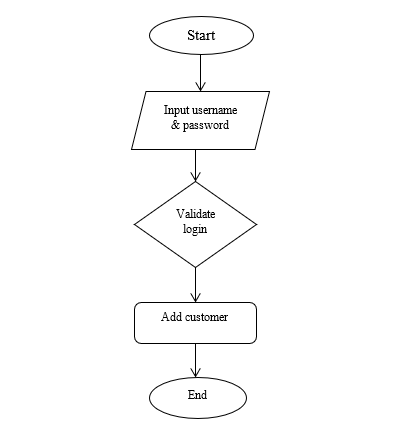 Start
Input username
& password
Validate
login
Add customer
End